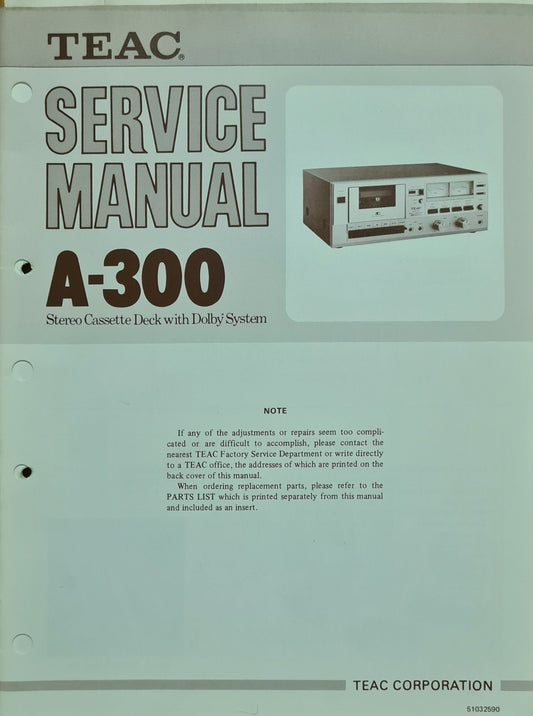 TEAC®
SERVICE
MANUAL
A-300
Stereo Cassette Deck with Dolby System
TEAC
NOTE
If any of the adjustments or repairs seem too compli-
cated or are difficult to accomplish, please contact the
nearest TEAC Factory Service Department or write directly
to a TEAC office, the addresses of which are printed on the
back cover of this manual.
When ordering replacement parts, please refer to the
PARTS LIST which is printed separately from this manual
and included as an insert.
TEAC CORPORATION
51032590